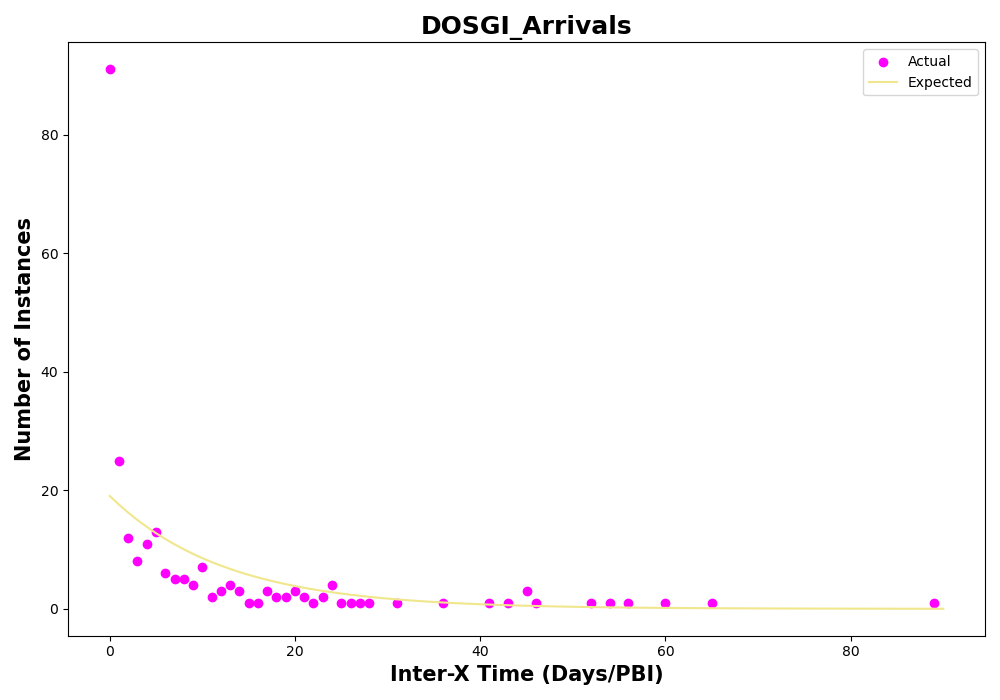 DOSGI_Arrivals
Actual
Expected
Number of Instances
80
60
40
20
0
0 20 40 60 80
Inter-X Time (Days/PBI)